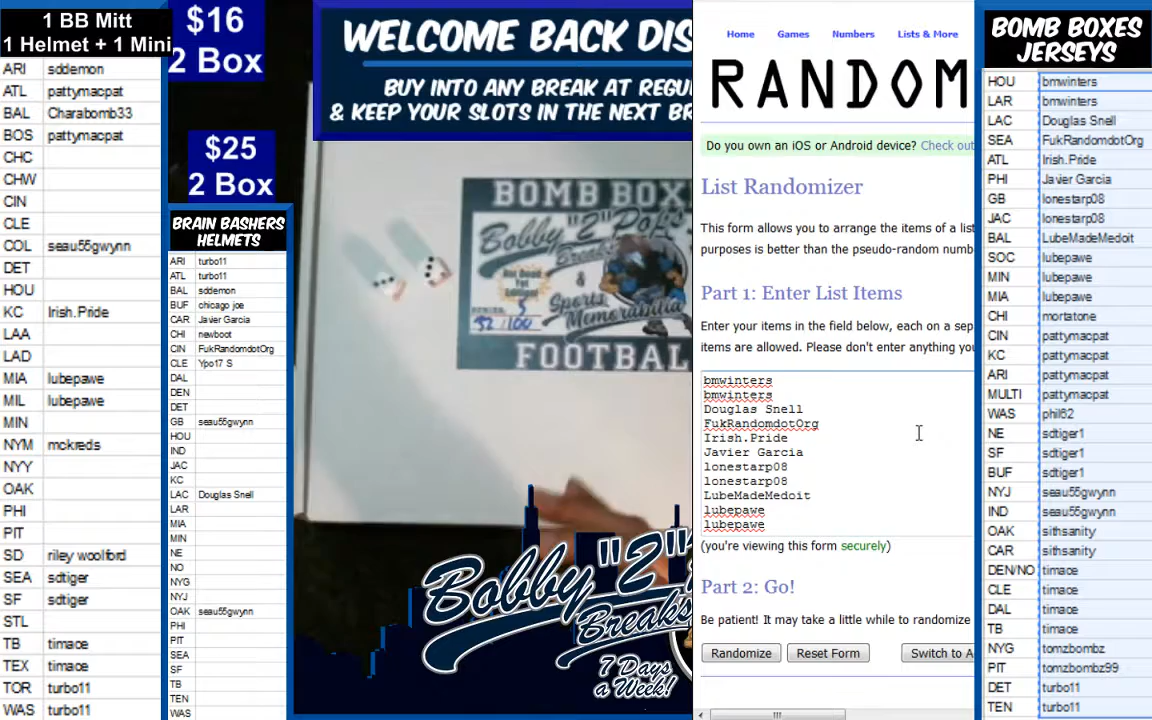 1 BB Mitt
1 Helmet + 1 Mini
ARI sddemon
ATL pattymacpat
BAL Charabomb33
BOS pattymacpat
CHC
CHW
CIN
CLE
COL seau55gwynn
DET
HOU
KC Irish.Pride
LAA
LAD
MIA lubepawe
MIL lubepawe
MIN
NYM mckreds
NYY
OAK
PHI
PIT
SD riley woolford
SEA sdtiger
SF sdtiger
STL
TB timace
TEX timace
TOR turbo11
WAS turbo11
$16
2 Box
$25
2 Box
BRAIN BASHERS
HELMETS
ARI turbo11
ATL turbo11
BAL sddemon
BUF chicago joe
CAR Javier Garcia
CHI newboot
CIN FukRandomdotOrg
CLE Ypo17 S
DAL
DEN
DET
GB seau55gwynn
HOU
IND
JAC
KC
LAC Douglas Snell
LAR
MIA
MIN
NE
NO
NYG
NYJ
OAK seau55gwynn
PHI
PIT
SEA
SF
TB
TEN
WAS
WELCOME BACK DIS
BUY INTO ANY BREAK AT REGU
& KEEP YOUR SLOTS IN THE NEXT BR
BOMB BOXE
Bobby "2" Pops
Breaks
&
Sports
Memorabilia
SERIES: 5
32/100
FOOTBAL
Bobby "2"
Breaks
7 Days
a Week!
Home Games Numbers Lists & More
RANDOM
Do you own an iOS or Android device? Check out
List Randomizer
This form allows you to arrange the items of a list
purposes is better than the pseudo-random numb
Part 1: Enter List Items
Enter your items in the field below, each on a sep
items are allowed. Please don't enter anything you
bmwinters
bmwinters
Douglas Snell
FukRandomdotOrg
Irish.Pride
Javier Garcia
lonestarp08
lonestarp08
LubeMadeMedoit
lubepawe
lubepawe
(you're viewing this form securely)
Part 2: Go!
Be patient! It may take a little while to randomize
Randomize Reset Form Switch to A
BOMB BOXES
JERSEYS
HOU bmwinters
LAR bmwinters
LAC Douglas Snell
SEA FukRandomdotOrg
ATL Irish.Pride
PHI Javier Garcia
GB lonestarp08
JAC lonestarp08
BAL LubeMadeMedoit
SOC lubepawe
MIN lubepawe
MIA lubepawe
CHI mortatone
CIN pattymacpat
KC pattymacpat
ARI pattymacpat
MULTI pattymacpat
WAS phil62
NE sdtiger1
SF sdtiger1
BUF sdtiger1
NYJ seau55gwynn
IND seau55gwynn
OAK sithsanity
CAR sithsanity
DEN/NO timace
CLE timace
DAL timace
TB timace
NYG tomzbombz
PIT tomzbombz99
DET turbo11
TEN turbo11